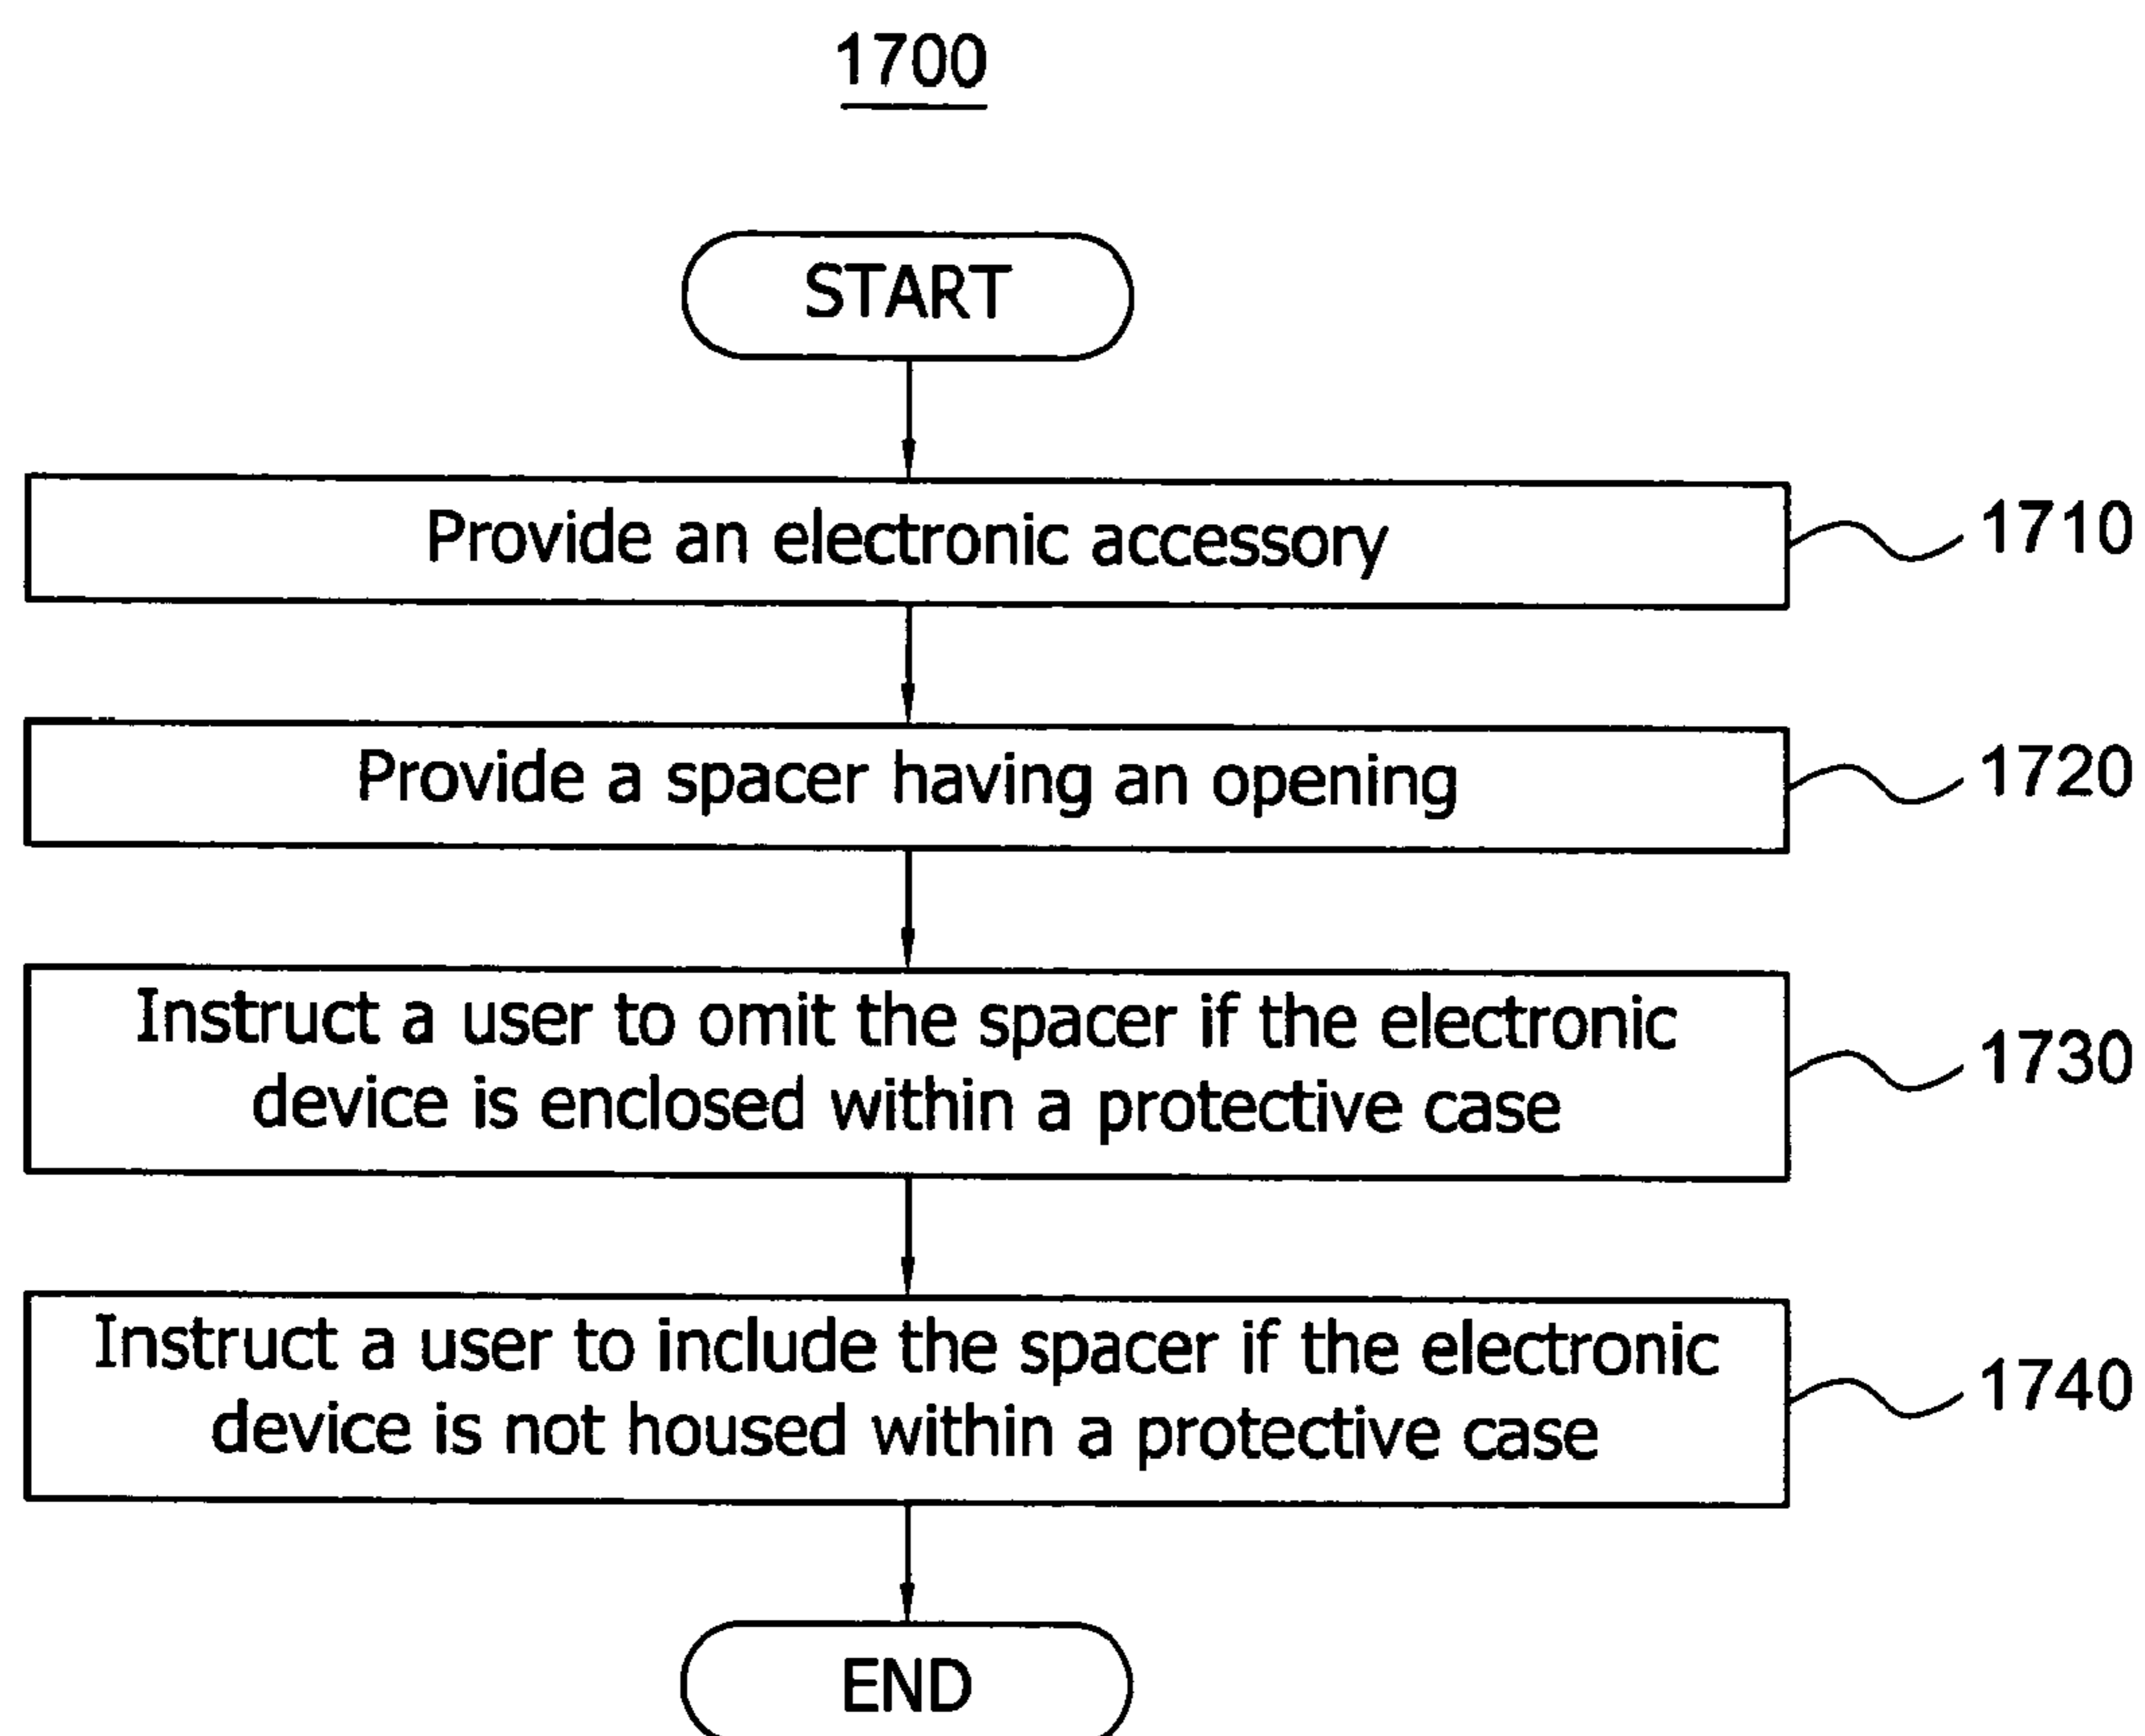 1700
START
Provide an electronic accessory
1710
Provide a spacer having an opening
1720
Instruct a user to omit the spacer if the electronic
device is enclosed within a protective case
1730
Instruct a user to include the spacer if the electronic
device is not housed within a protective case
1740
END